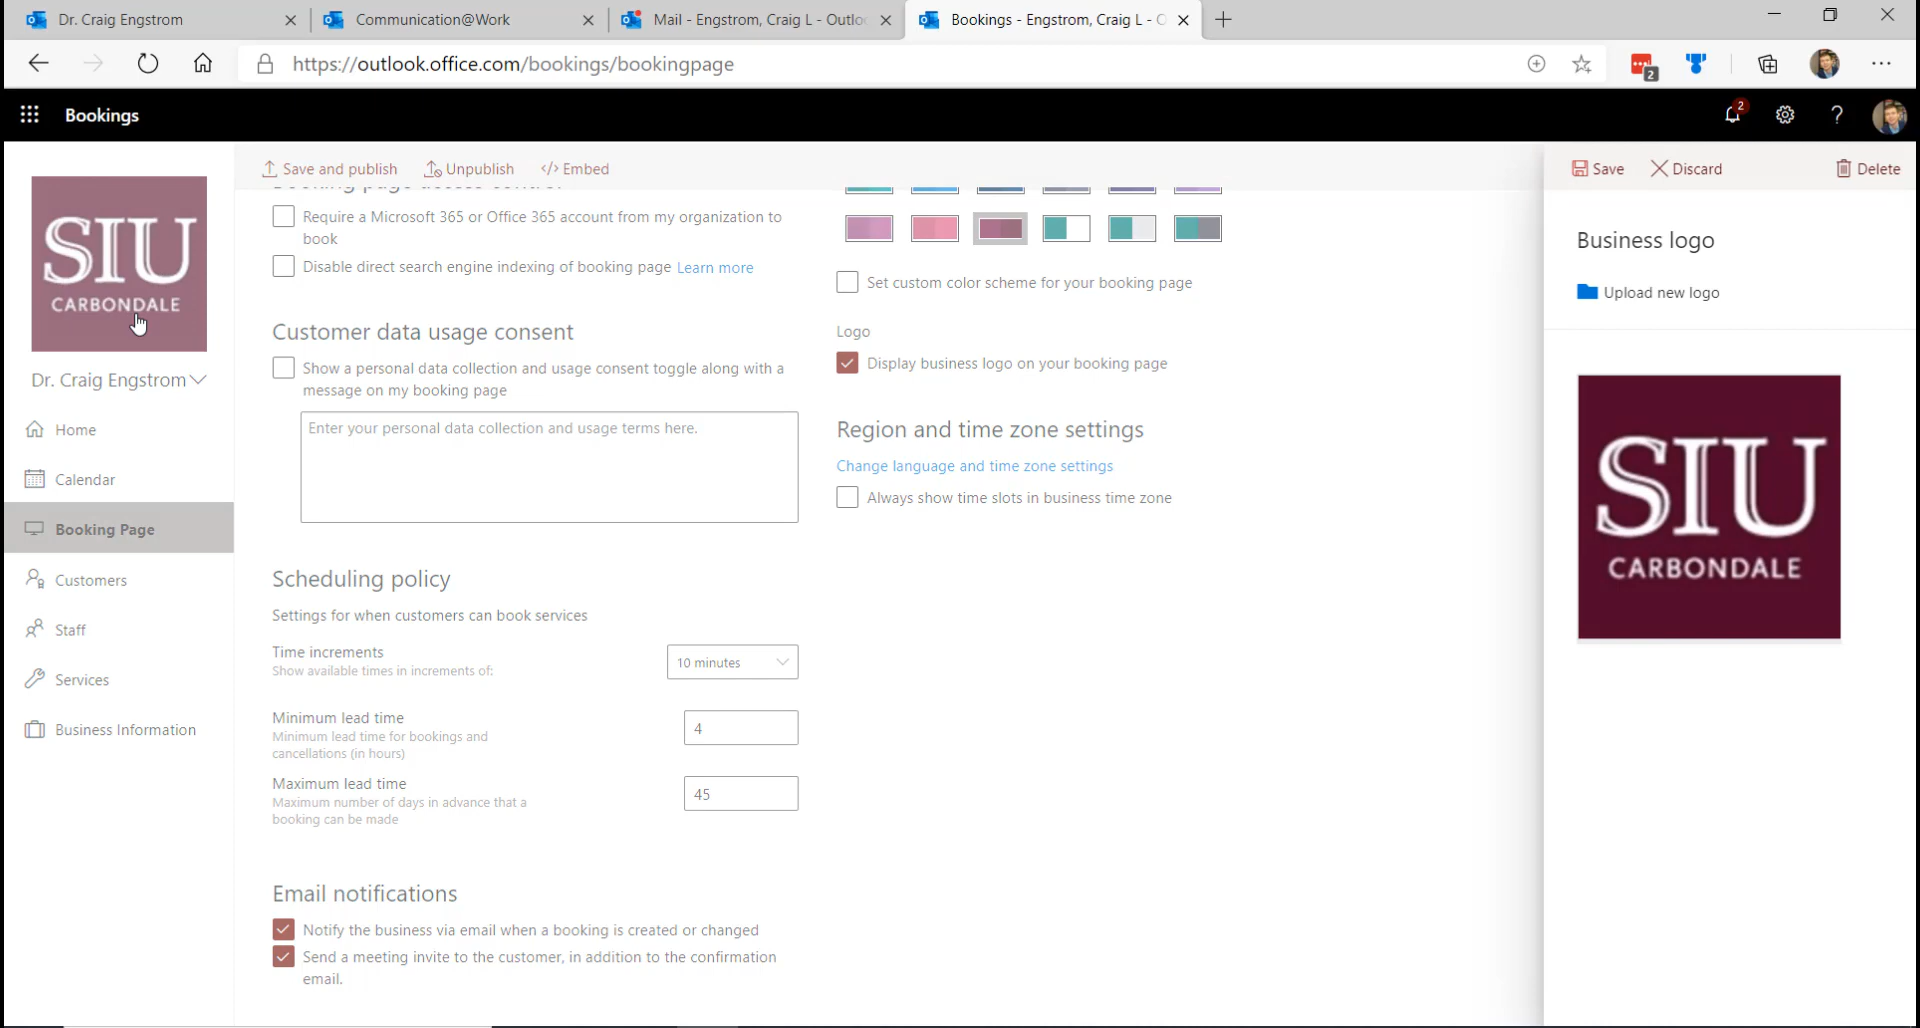 Dr. Craig Engstrom
Communication@Work
Mail - Engstrom, Craig L - Outlo
Bookings - Engstrom, Craig L - O
https://outlook.office.com/bookings/bookingpage
2
Bookings
2
?
SIU
CARBONDALE
Dr. Craig Engstrom
Home
Calendar
Booking Page
Customers
Staff
Services
Business Information
Save and publish
Unpublish
</> Embed
Booking page access control
Require a Microsoft 365 or Office 365 account from my organization to
book
Disable direct search engine indexing of booking page Learn more
Customer data usage consent
Show a personal data collection and usage consent toggle along with a
message on my booking page
Enter your personal data collection and usage terms here.
Scheduling policy
Settings for when customers can book services
Time increments
Show available times in increments of:
10 minutes
Minimum lead time
Minimum lead time for bookings and
cancellations (in hours)
4
Maximum lead time
Maximum number of days in advance that a
booking can be made
45
Email notifications
Notify the business via email when a booking is created or changed
Send a meeting invite to the customer, in addition to the confirmation
email.
Set custom color scheme for your booking page
Logo
Display business logo on your booking page
Region and time zone settings
Change language and time zone settings
Always show time slots in business time zone
Save
Discard
Delete
Business logo
Upload new logo
SIU
CARBONDALE